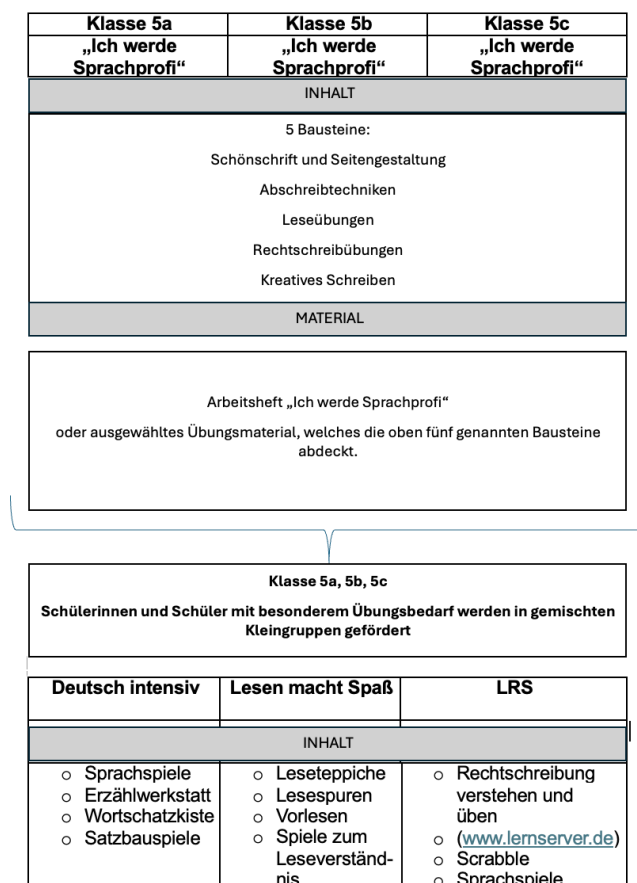 Klasse 5a Klasse 5b Klasse 5c
„Ich werde „Ich werde „Ich werde
Sprachprofi“ Sprachprofi“ Sprachprofi“
INHALT
5 Bausteine:
Schönschrift und Seitengestaltung
Abschreibtechniken
Leseübungen
Rechtschreibübungen
Kreatives Schreiben
MATERIAL
Arbeitsheft „Ich werde Sprachprofi“
oder ausgewähltes Übungsmaterial, welches die oben fünf genannten Bausteine
abdeckt.
Klasse 5a, 5b, 5c
Schülerinnen und Schüler mit besonderem Übungsbedarf werden in gemischten
Kleingruppen gefördert
Deutsch intensiv Lesen macht Spaß LRS
INHALT
o Sprachspiele
o Erzählwerkstatt
o Wortschatzkiste
o Satzbauspiele
o Leseteppiche
o Lesespuren
o Vorlesen
o Spiele zum
Leseverständ-
nis
o Rechtschreibung
verstehen und
üben
o (www.lernserver.de)
o Scrabble
o Sprachspiele